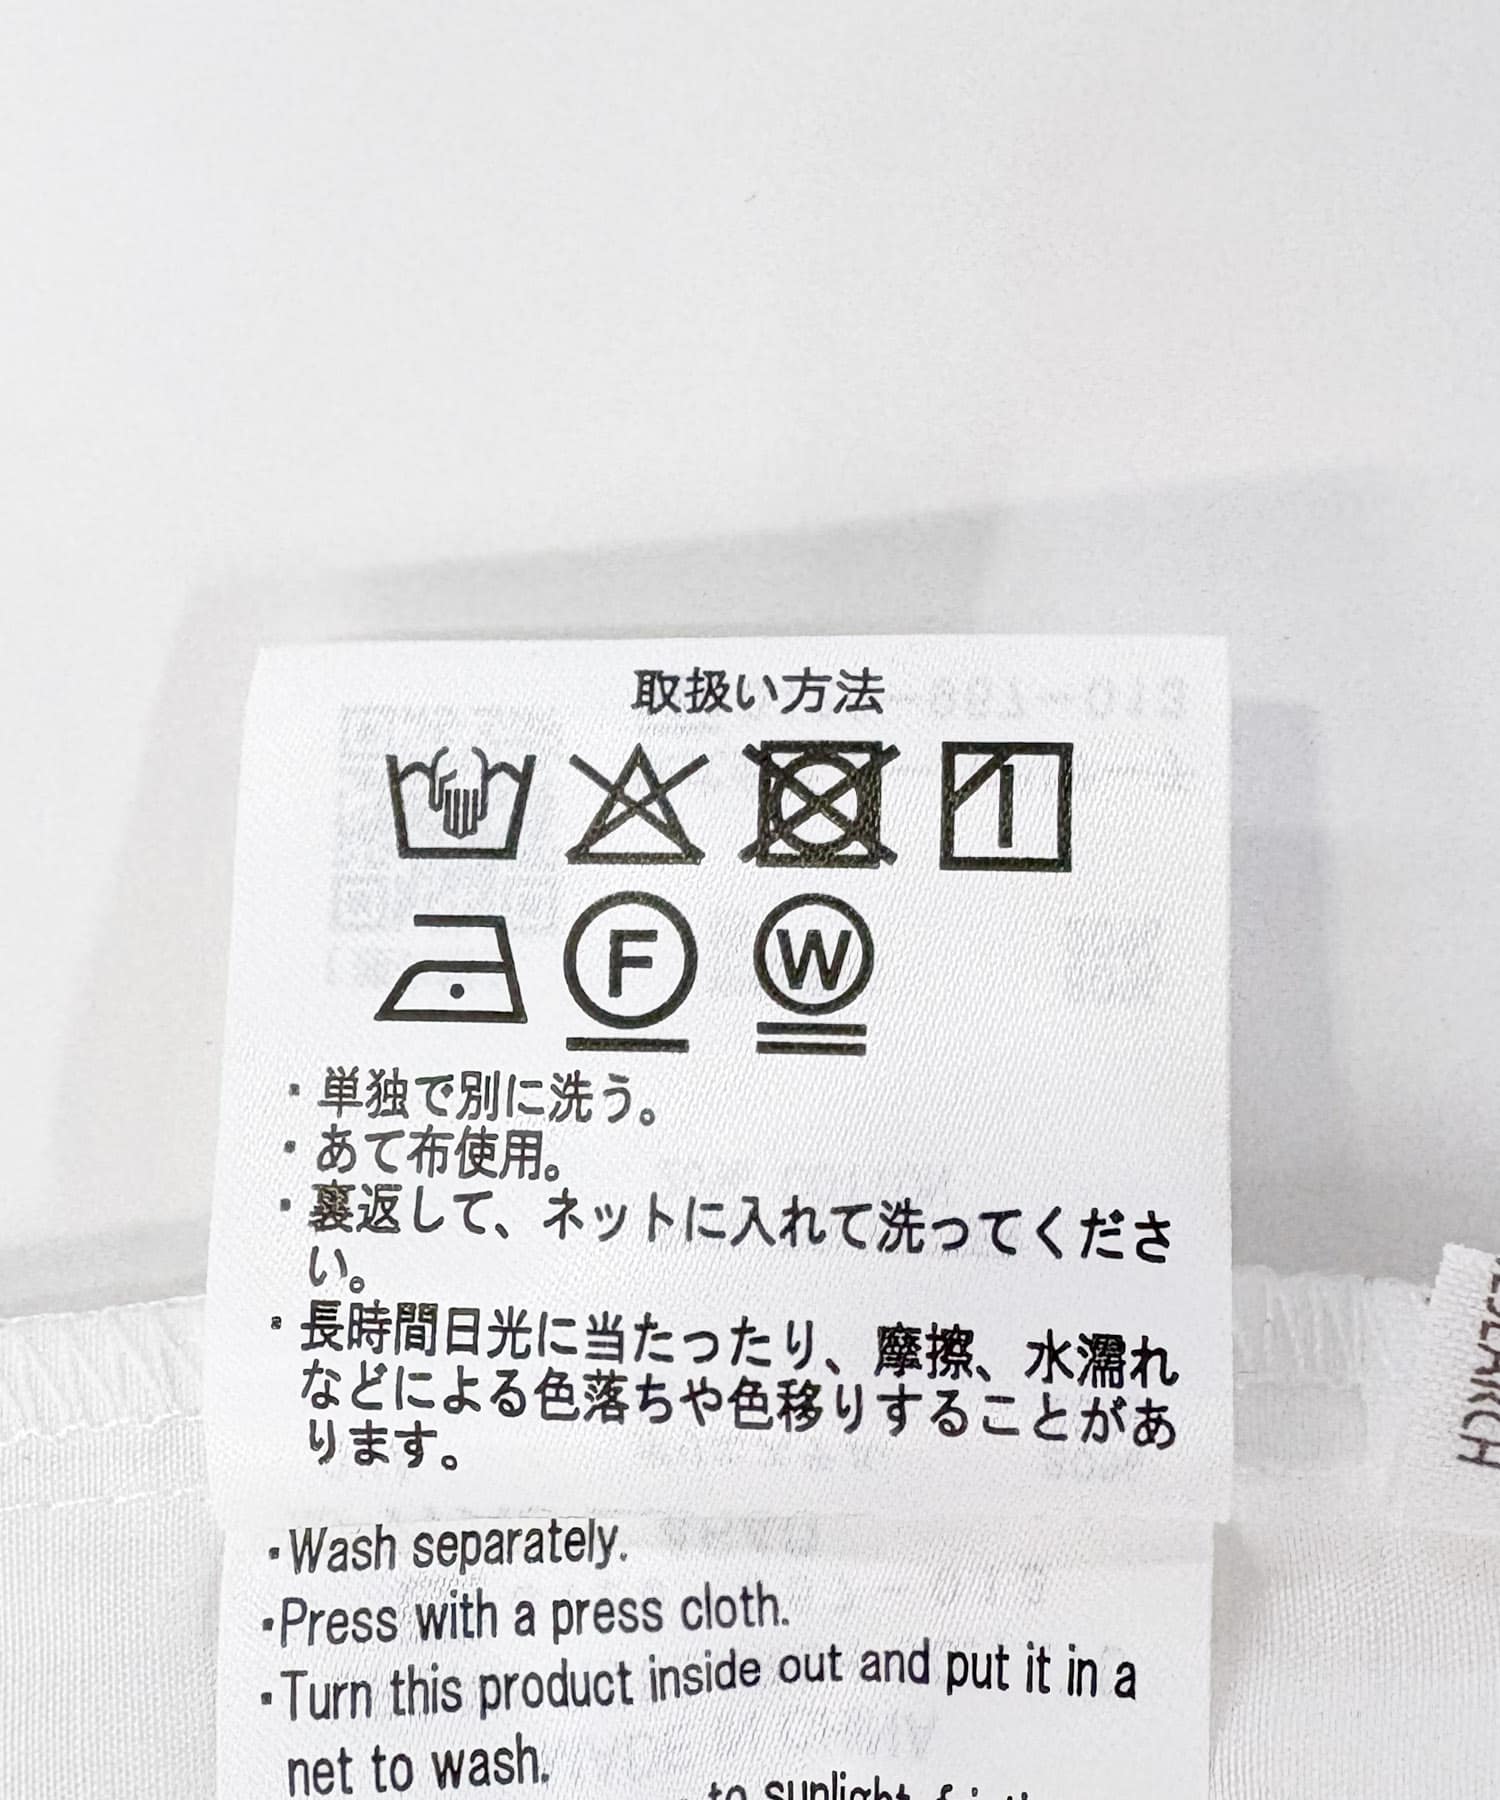 取扱い方法
F W
・単独で別に洗う。
・あて布使用。
・裏返して、ネットに入れて洗ってくださ
い。
・長時間日光に当たったり、摩擦、水濡れ
などによる色落ちや色移りすることがあ
ります。
・Wash separately.
・Press with a press cloth.
・Turn this product inside out and put it in a
net to wash.
to sunlight,